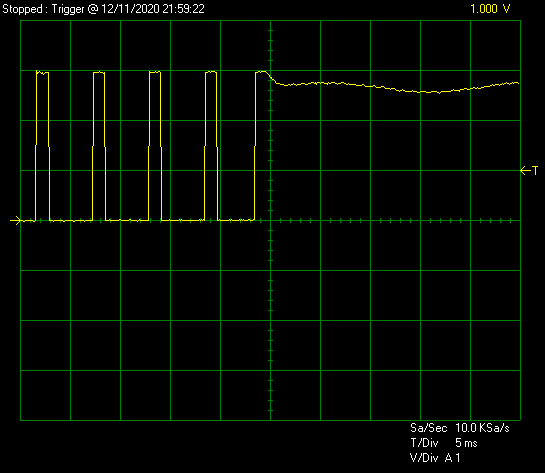 Stopped : Trigger @ 12/11/2020 21:59:22 1.000 V
T
Sa/Sec 10.0 KSa/s
T/Div 5 ms
V/Div A 1